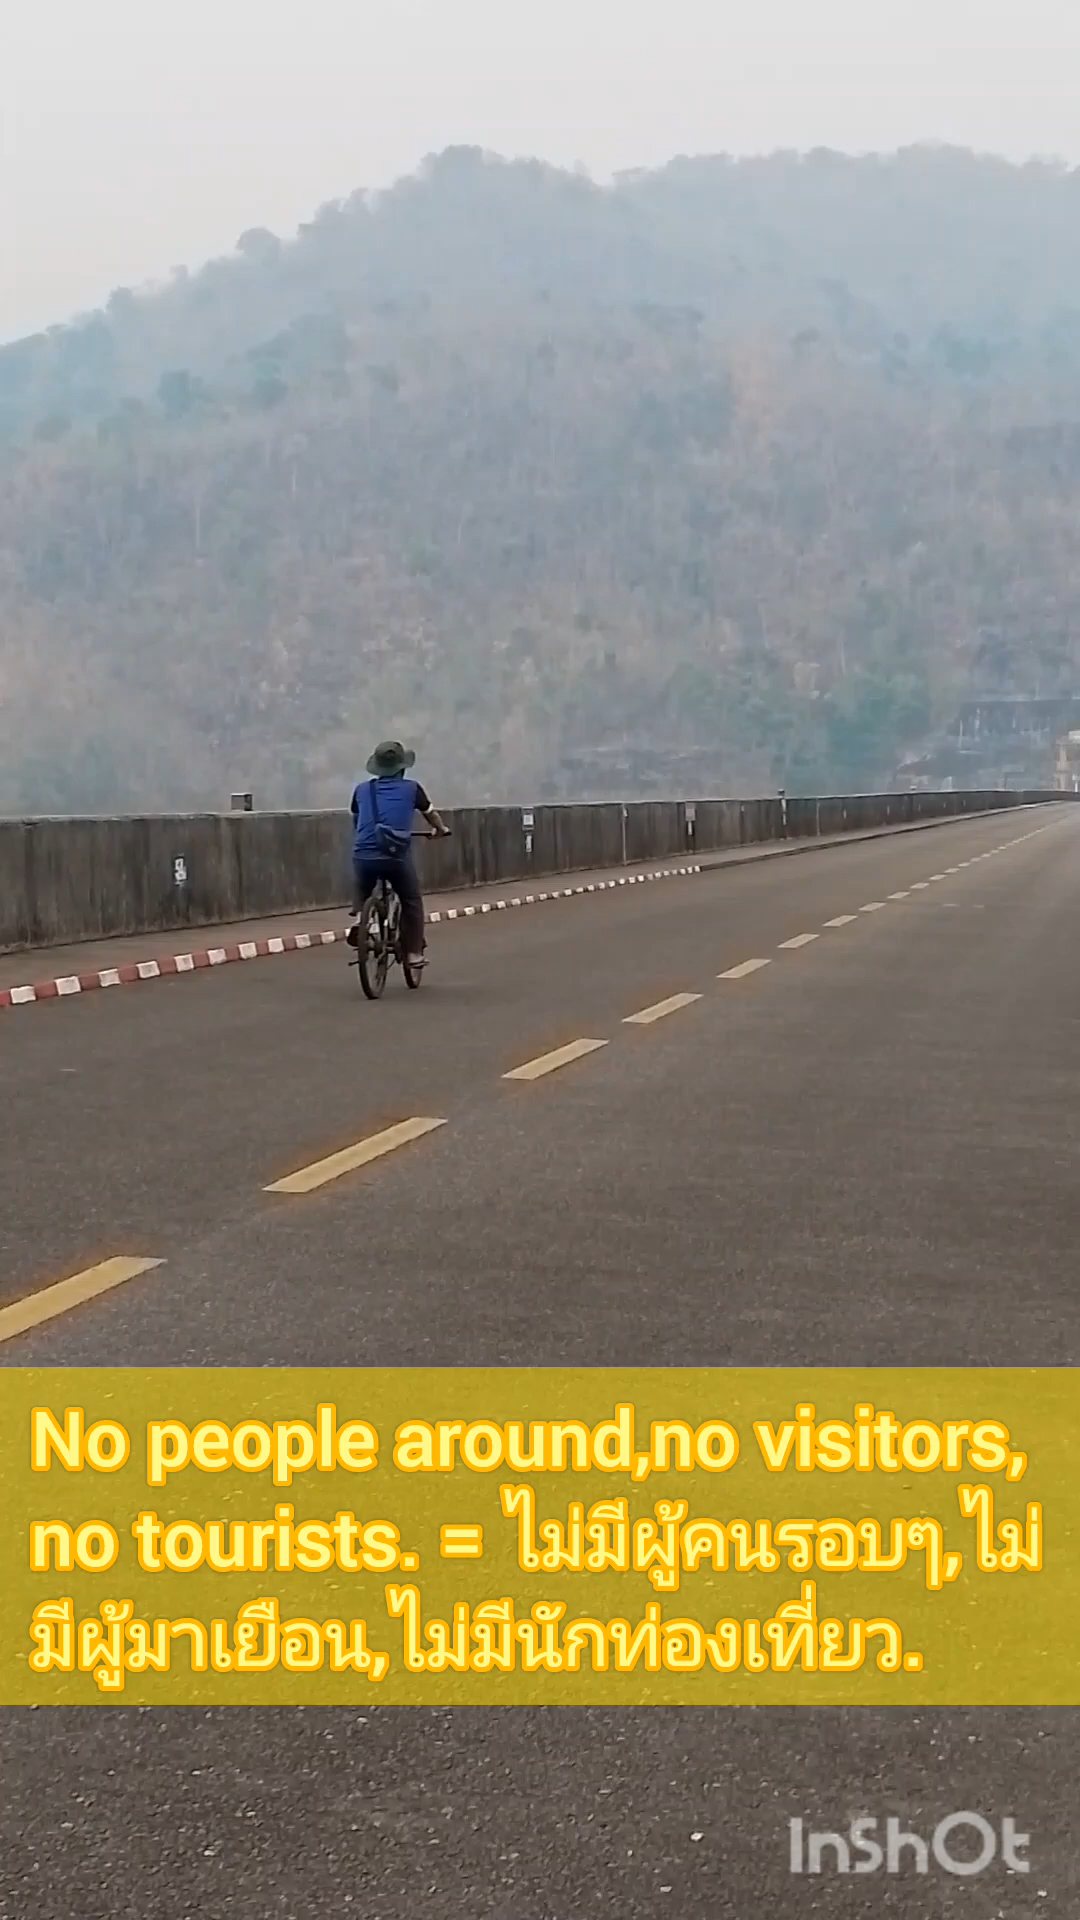 No people around,no visitors,
no tourists. = ไม่มีผู้คนรอบๆ,ไม่
มีผู้มาเยือน,ไม่มีนักท่องเที่ยว.
InShOt